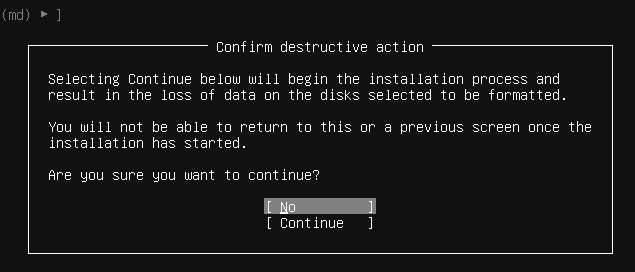 (md) ► ]
Confirm destructive action
Selecting Continue below will begin the installation process and
result in the loss of data on the disks selected to be formatted.
You will not be able to return to this or a previous screen once the
installation has started.
Are you sure you want to continue?
[ No ]
[ Continue ]